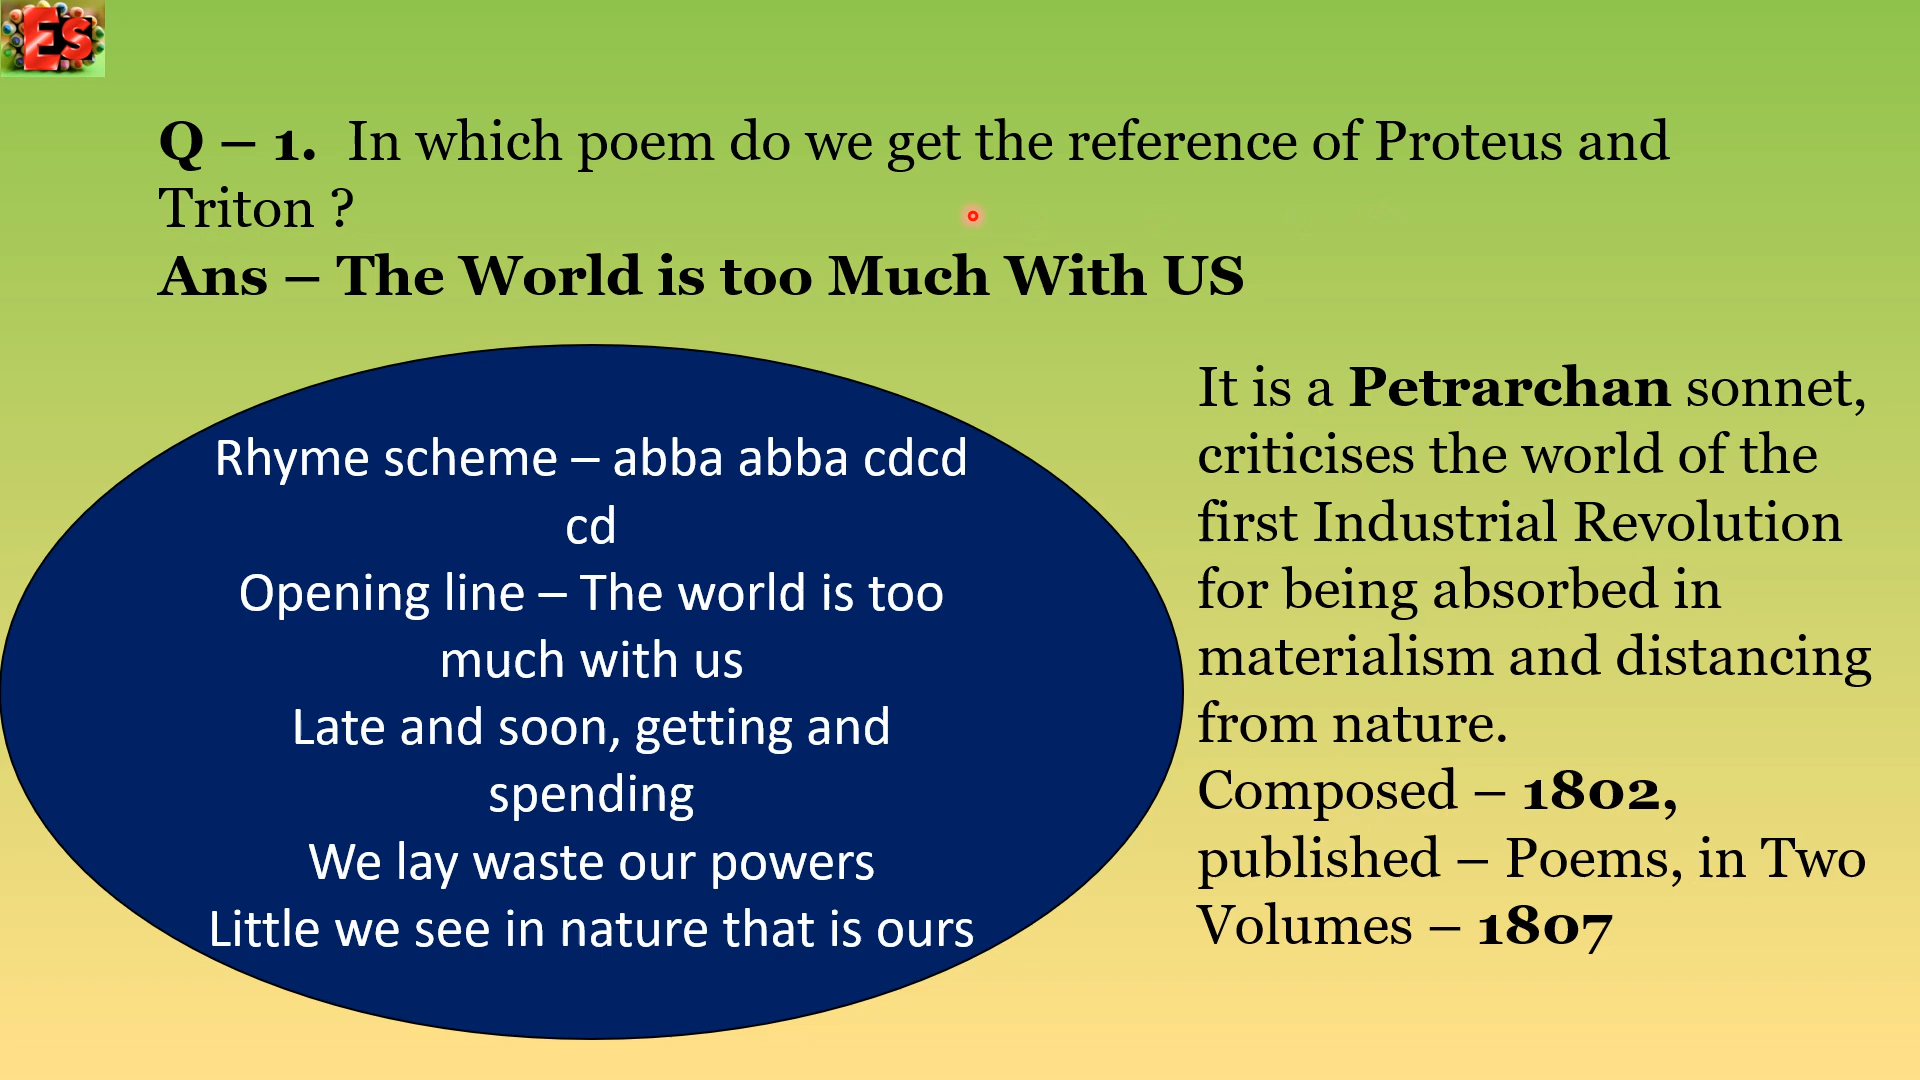 Es
Q – 1. In which poem do we get the reference of Proteus and
Triton ?
Ans – The World is too Much With US
Rhyme scheme – abba abba cdcd
cd
Opening line – The world is too
much with us
Late and soon, getting and
spending
We lay waste our powers
Little we see in nature that is ours
It is a Petrarchan sonnet,
criticises the world of the
first Industrial Revolution
for being absorbed in
materialism and distancing
from nature.
Composed – 1802,
published – Poems, in Two
Volumes – 1807